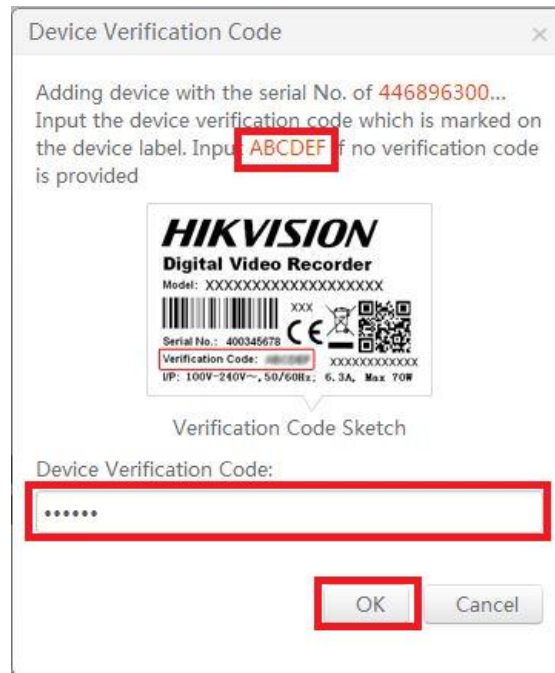 Device Verification Code
Adding device with the serial No. of 446896300...
Input the device verification code which is marked on
the device label. Input ABCDEF if no verification code
is provided
HIKVISION
Digital Video Recorder
Model: XXXXXXXXXXXXXXXXXXXX
XXX
CE
Serial No.: 400345678
Verification Code:
XXXXXXXXXXXXX
I/P: 100V-240V~,50/60Hz; 6.3A, Max 70W
Verification Code Sketch
Device Verification Code:
••••••
OK
Cancel